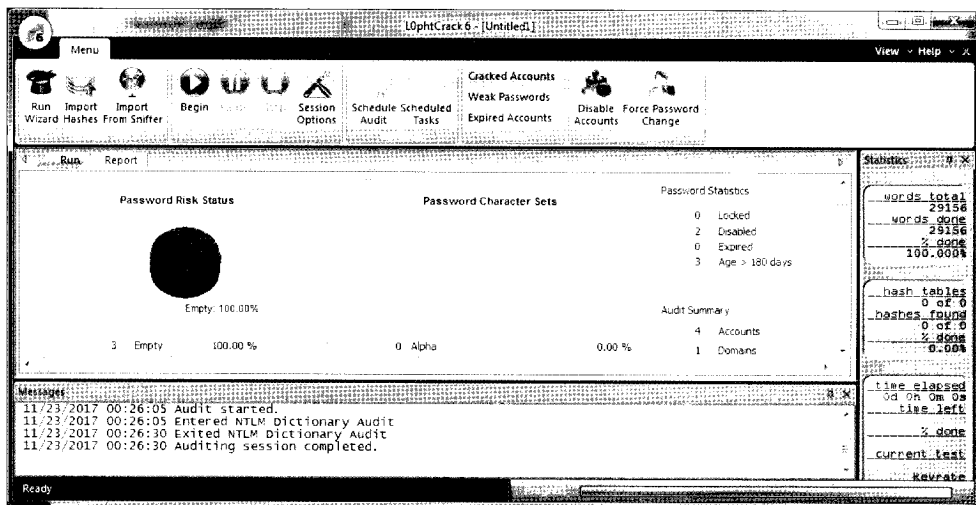 L0phtCrack 6 - [Untitled1]
6
Menu
View Help X
Run Wizard
Import Hashes
Import From Sniffer
Begin
Session Options
Schedule Audit
Scheduled Tasks
Cracked Accounts
Weak Passwords
Expired Accounts
Disable Accounts
Force Password Change
Run Report
Password Risk Status
Empty: 100.00%
3 Empty 100.00 %
Password Character Sets
0 Alpha 0.00 %
Password Statistics
0 Locked
2 Disabled
0 Expired
3 Age > 180 days
Audit Summary
4 Accounts
1 Domains
Statistics
words total
29156
words done
29156
% done
100.000%
hash tables
0 of 0
hashes found
0 of 0
% done
0.00%
time elapsed
0d 0h 0m 0s
time left
% done
current test
keyrate
Messages
11/23/2017 00:26:05 Audit started.
11/23/2017 00:26:05 Entered NTLM Dictionary Audit
11/23/2017 00:26:30 Exited NTLM Dictionary Audit
11/23/2017 00:26:30 Auditing session completed.
Ready